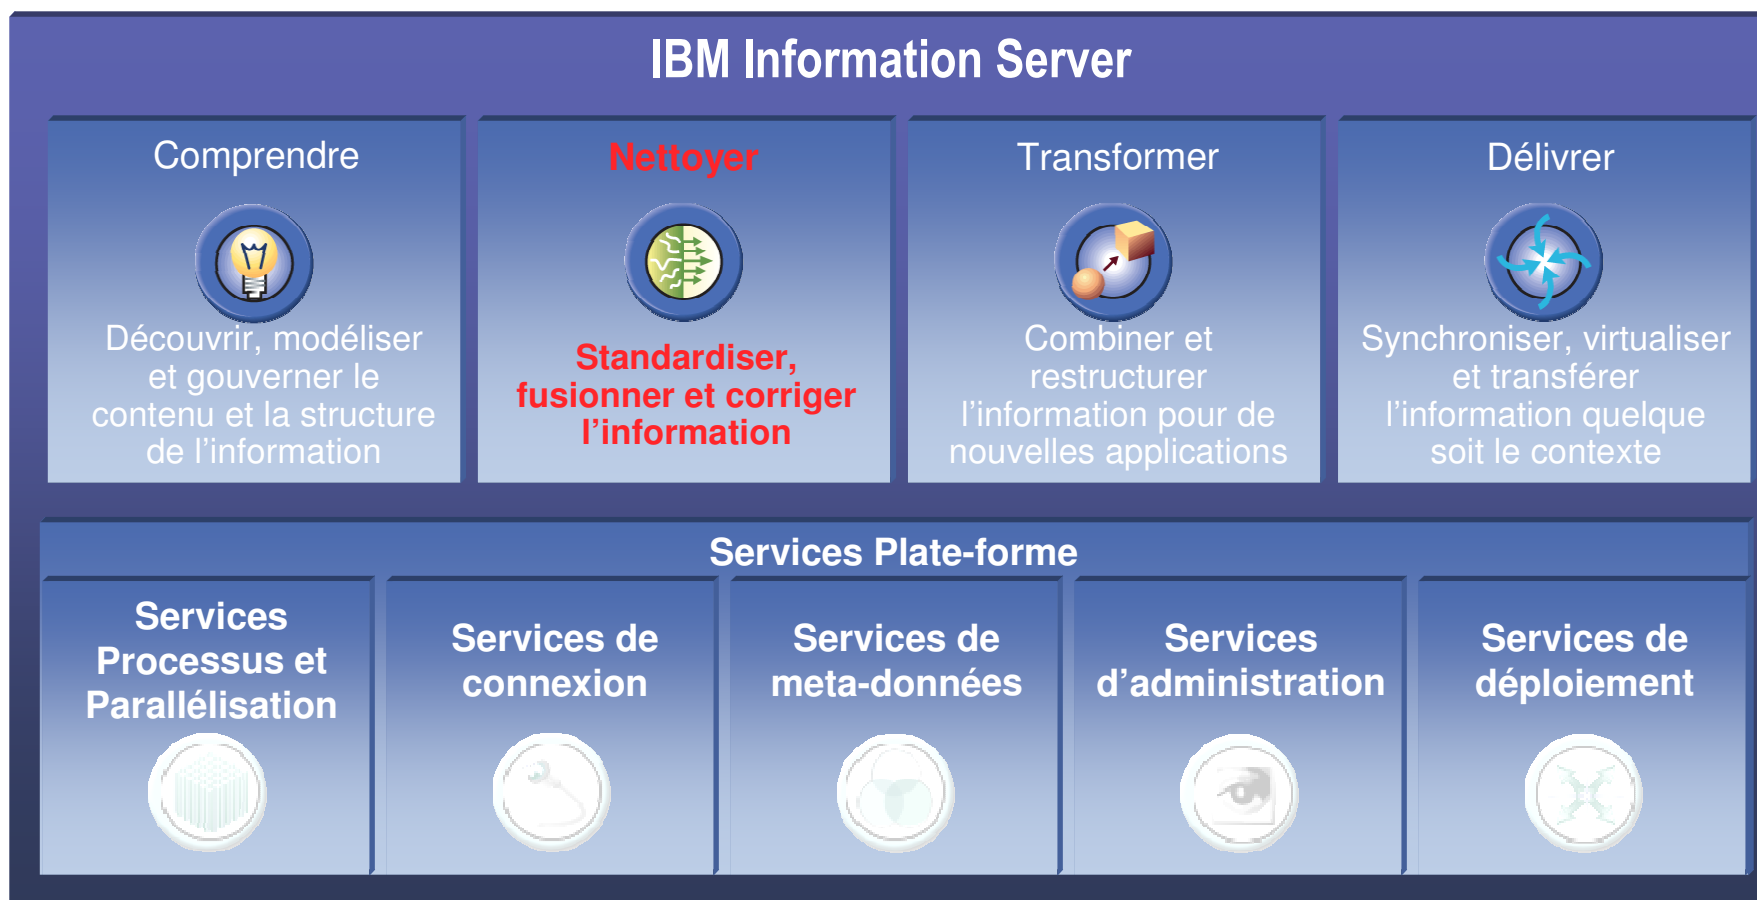 IBM Information Server
Comprendre
Découvrir, modéliser
et gouverner le
contenu et la structure
de l’information
Nettoyer
Standardiser,
fusionner et corriger
l’information
Transformer
Combiner et
restructurer
l’information pour de
nouvelles applications
Délivrer
Synchroniser, virtualiser
et transférer
l’information quelque
soit le contexte
Services Plate-forme
Services
Processus et
Parallélisation
Services de
connexion
Services de
meta-données
Services
d’administration
Services de
déploiement